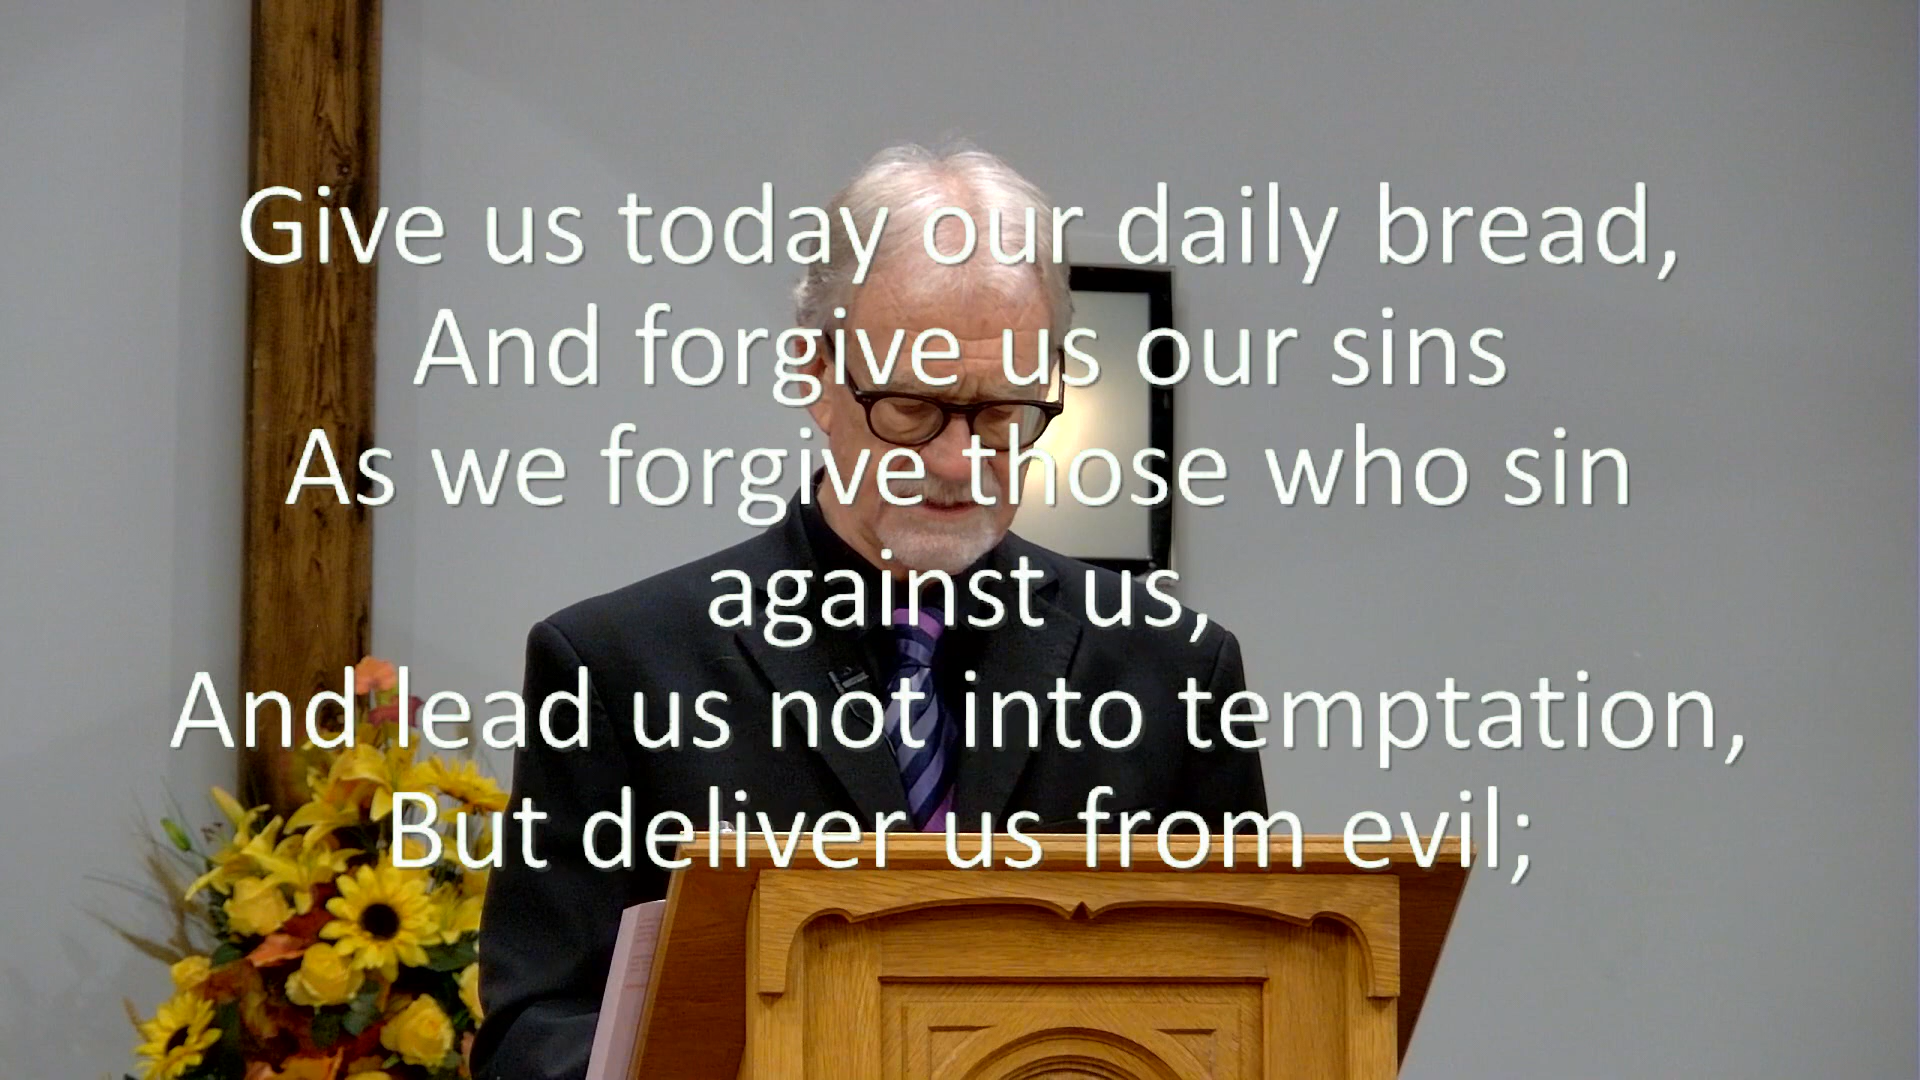 Give us today our daily bread,
And forgive us our sins
As we forgive those who sin
against us,
And lead us not into temptation,
But deliver us from evil;